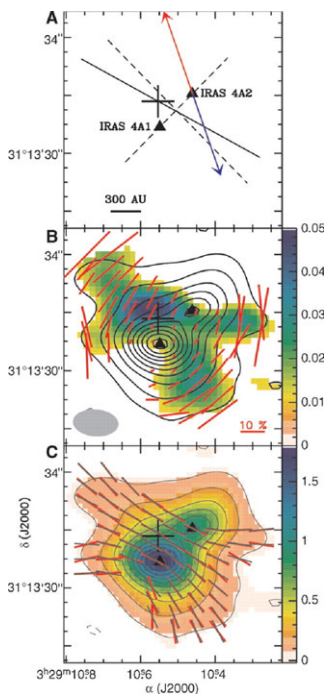 A
34″
IRAS 4A2
IRAS 4A1
31°13′30″
300 AU
B
0.05
34″
0.04
0.03
0.02
31°13′30″
0.01
10 %
0
C
34″
1.5
1
31°13′30″
0.5
0
3h29m10s.8
10s.6
10s.4
δ (J2000)
α (J2000)